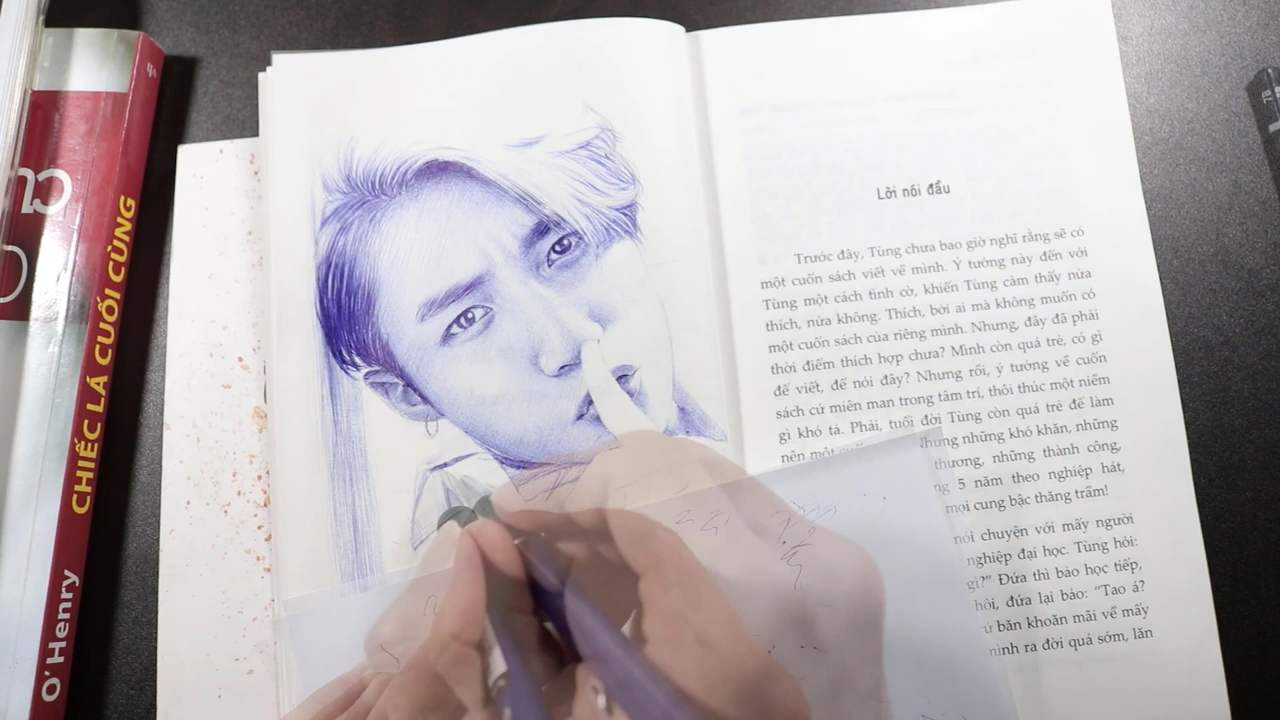 CHIẾC LÁ CUỐI CÙNG
O' Henry
Lời nói đầu
Trước đây, Tùng chưa bao giờ nghĩ rằng sẽ có
một cuốn sách viết về mình. Ý tưởng này đến với
Tùng một cách tình cờ, khiến Tùng cảm thấy nửa
thích, nửa không. Thích, bởi ai mà không muốn có
một cuốn sách của riêng mình. Nhưng, đây đã phải
thời điểm thích hợp chưa? Mình còn quá trẻ, có gì
để viết, để nói đây? Nhưng rồi, ý tưởng về cuốn
sách cứ miên man trong tâm trí, thôi thúc một niềm
gì khó tả. Phải, tuổi đời Tùng còn quá trẻ để làm
nên một Nhưng những khó khăn, những
thương, những thành công,
5 năm theo nghiệp hát,
mọi cung bậc thăng trầm!
nói chuyện với mấy người
nghiệp đại học. Tùng hỏi:
gì?” Đứa thì bảo học tiếp,
hỏi, đứa lại bảo: “Tao á?
băn khoăn mãi về mấy
mình ra đời quá sớm, lăn